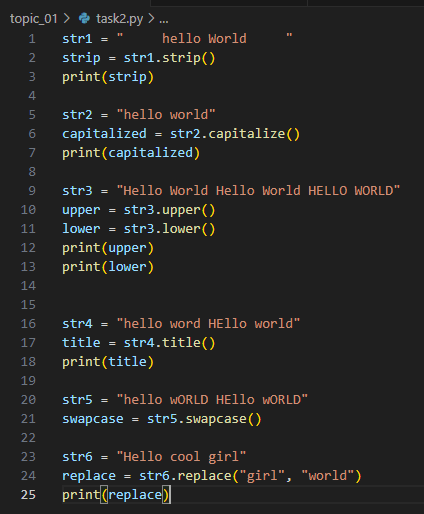 topic_01 > task2.py > ...
1 str1 = "     hello World     "
2 strip = str1.strip()
3 print(strip)
4
5 str2 = "hello world"
6 capitalized = str2.capitalize()
7 print(capitalized)
8
9 str3 = "Hello World Hello World HELLO WORLD"
10 upper = str3.upper()
11 lower = str3.lower()
12 print(upper)
13 print(lower)
14
15
16 str4 = "hello word HEllo world"
17 title = str4.title()
18 print(title)
19
20 str5 = "hello wORLD HEllo wORLD"
21 swapcase = str5.swapcase()
22
23 str6 = "Hello cool girl"
24 replace = str6.replace("girl", "world")
25 print(replace)